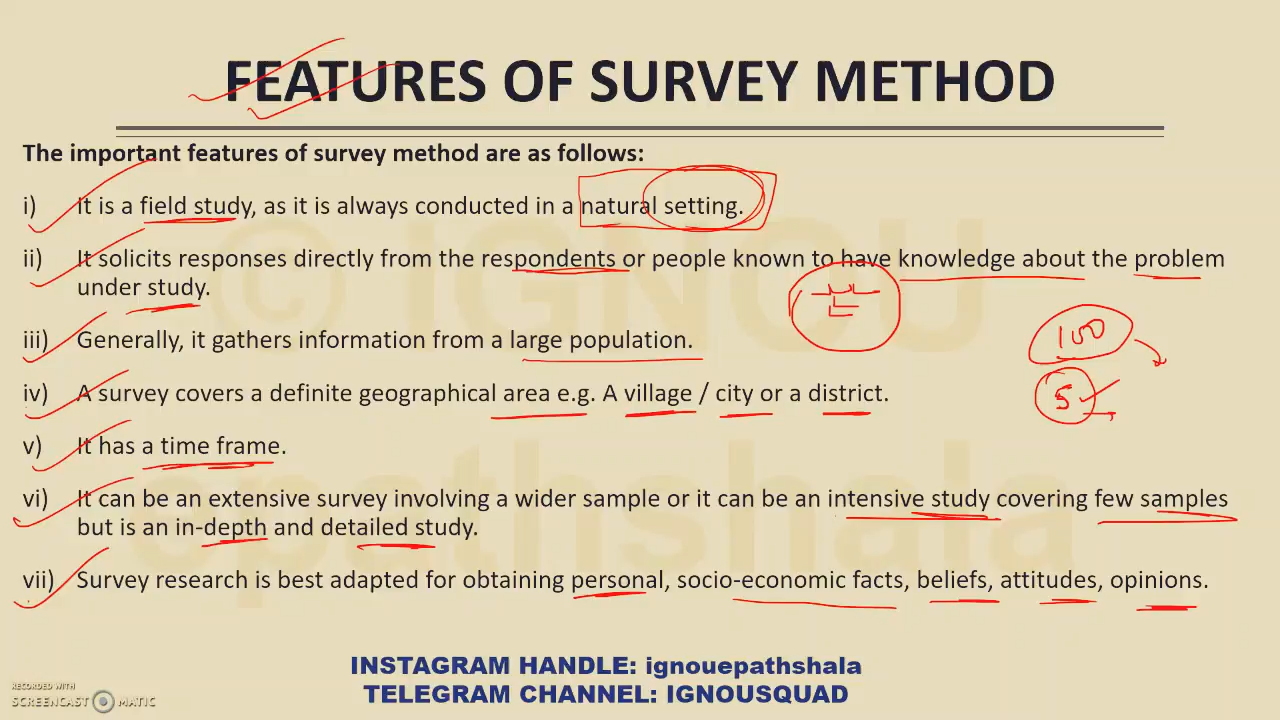 FEATURES OF SURVEY METHOD
The important features of survey method are as follows:
i) It is a field study, as it is always conducted in a natural setting.
ii) It solicits responses directly from the respondents or people known to have knowledge about the problem
under study.
iii) Generally, it gathers information from a large population.
100
iv) A survey covers a definite geographical area e.g. A village / city or a district.
5
v) It has a time frame.
vi) It can be an extensive survey involving a wider sample or it can be an intensive study covering few samples
but is an in-depth and detailed study.
vii) Survey research is best adapted for obtaining personal, socio-economic facts, beliefs, attitudes, opinions.
© iGNOU
epathshala
INSTAGRAM HANDLE: ignouepathshala
TELEGRAM CHANNEL: IGNOUSQUAD
RECORDED WITH
SCREENCAST MATIC